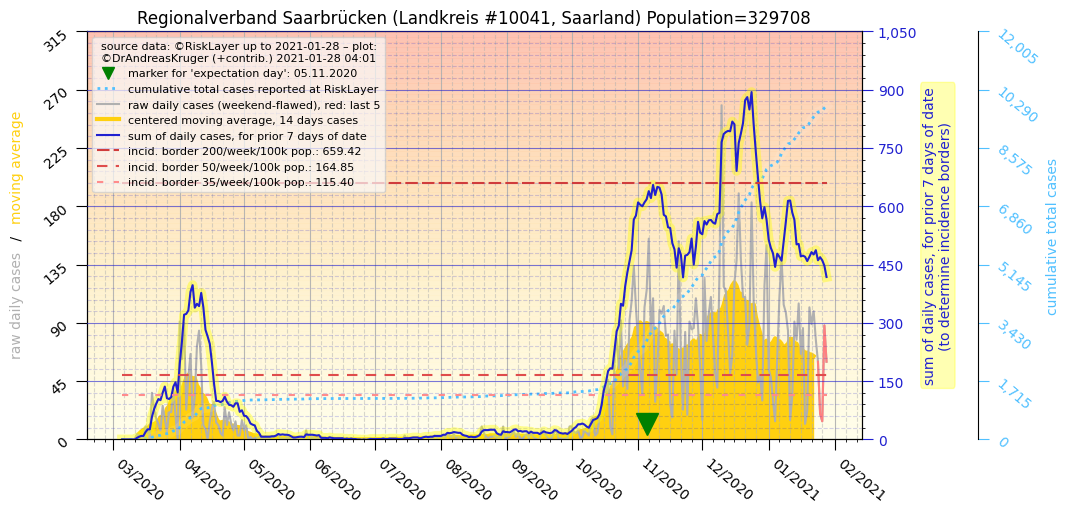 Regionalverband Saarbrücken (Landkreis #10041, Saarland) Population=329708
source data: ©RiskLayer up to 2021-01-28 – plot:
©DrAndreasKruger (+contrib.) 2021-01-28 04:01
marker for 'expectation day': 05.11.2020
cumulative total cases reported at RiskLayer
raw daily cases (weekend-flawed), red: last 5
centered moving average, 14 days cases
sum of daily cases, for prior 7 days of date
incid. border 200/week/100k pop.: 659.42
incid. border 50/week/100k pop.: 164.85
incid. border 35/week/100k pop.: 115.40
raw daily cases / moving average
315
270
225
180
135
90
45
0
03/2020
04/2020
05/2020
06/2020
07/2020
08/2020
09/2020
10/2020
11/2020
12/2020
01/2021
02/2021
1,050
900
750
600
450
300
150
0
sum of daily cases, for prior 7 days of date
(to determine incidence borders)
12,005
10,290
8,575
6,860
5,145
3,430
1,715
0
cumulative total cases